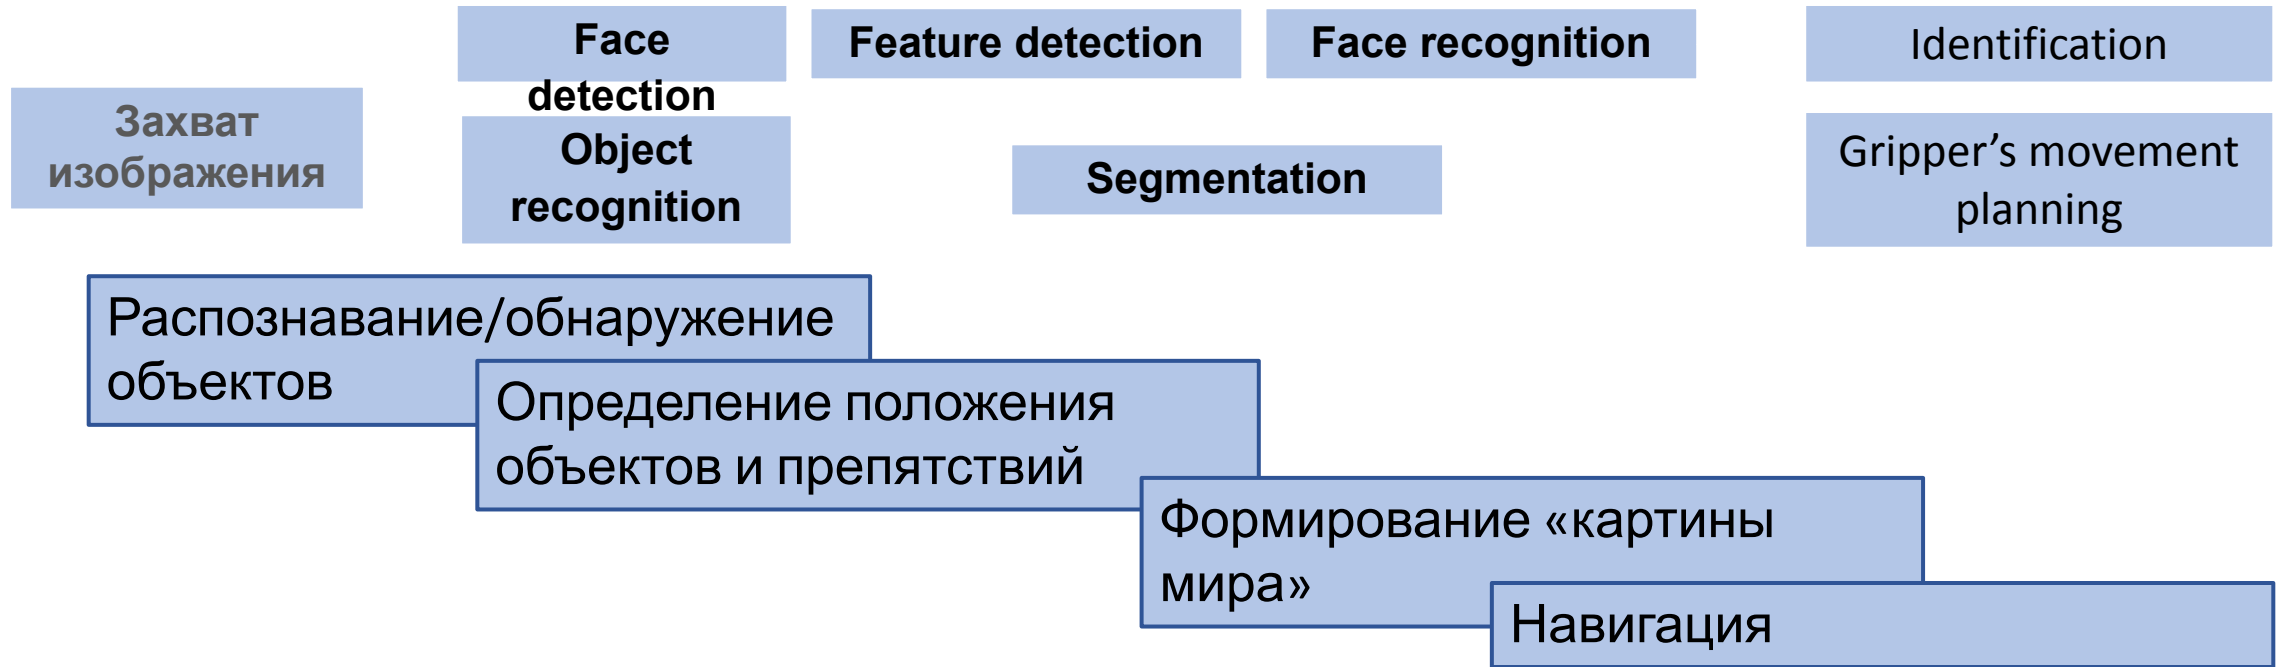 Face
detection
Feature detection
Face recognition
Identification
Захват
изображения
Object
recognition
Segmentation
Gripper’s movement
planning
Распознавание/обнаружение
объектов
Определение положения
объектов и препятствий
Формирование «картины
мира»
Навигация